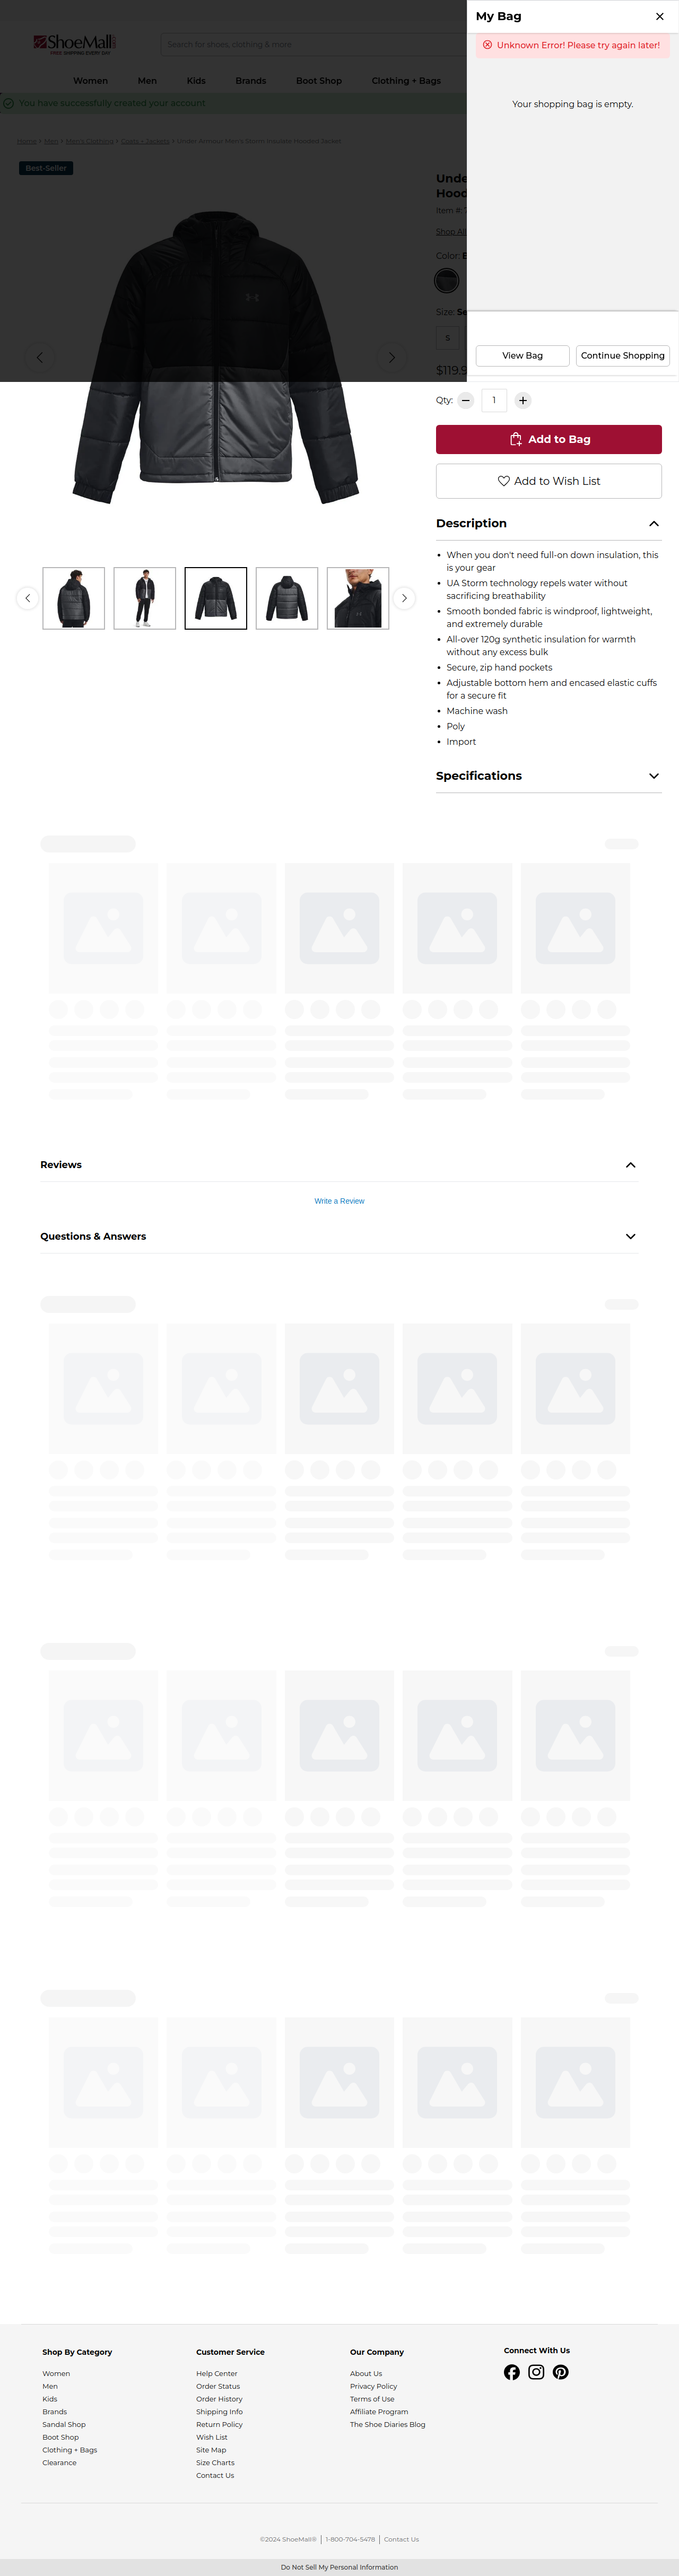 My Bag
Unknown Error! Please try again later!
Your shopping bag is empty.
View Bag
Continue Shopping
ShoeMall
FREE SHIPPING EVERY DAY
Search for shoes, clothing & more
Women Men Kids Brands Boot Shop Clothing + Bags
You have successfully created your account
Home > Men > Men's Clothing > Coats + Jackets > Under Armour Men's Storm Insulate Hooded Jacket
Best-Seller
Unde
Hood
Item #:
Shop Al
Color:
Size: Se
S
$119.9
Qty: 1
Add to Bag
Add to Wish List
Description
• When you don't need full-on down insulation, this
is your gear
• UA Storm technology repels water without
sacrificing breathability
• Smooth bonded fabric is windproof, lightweight,
and extremely durable
• All-over 120g synthetic insulation for warmth
without any excess bulk
• Secure, zip hand pockets
• Adjustable bottom hem and encased elastic cuffs
for a secure fit
• Machine wash
• Poly
• Import
Specifications
Reviews
Write a Review
Questions & Answers
Shop By Category
Women
Men
Kids
Brands
Sandal Shop
Boot Shop
Clothing + Bags
Clearance
Customer Service
Help Center
Order Status
Order History
Shipping Info
Return Policy
Wish List
Site Map
Size Charts
Contact Us
Our Company
About Us
Privacy Policy
Terms of Use
Affiliate Program
The Shoe Diaries Blog
Connect With Us
©2024 ShoeMall® | 1-800-704-5478 | Contact Us
Do Not Sell My Personal Information